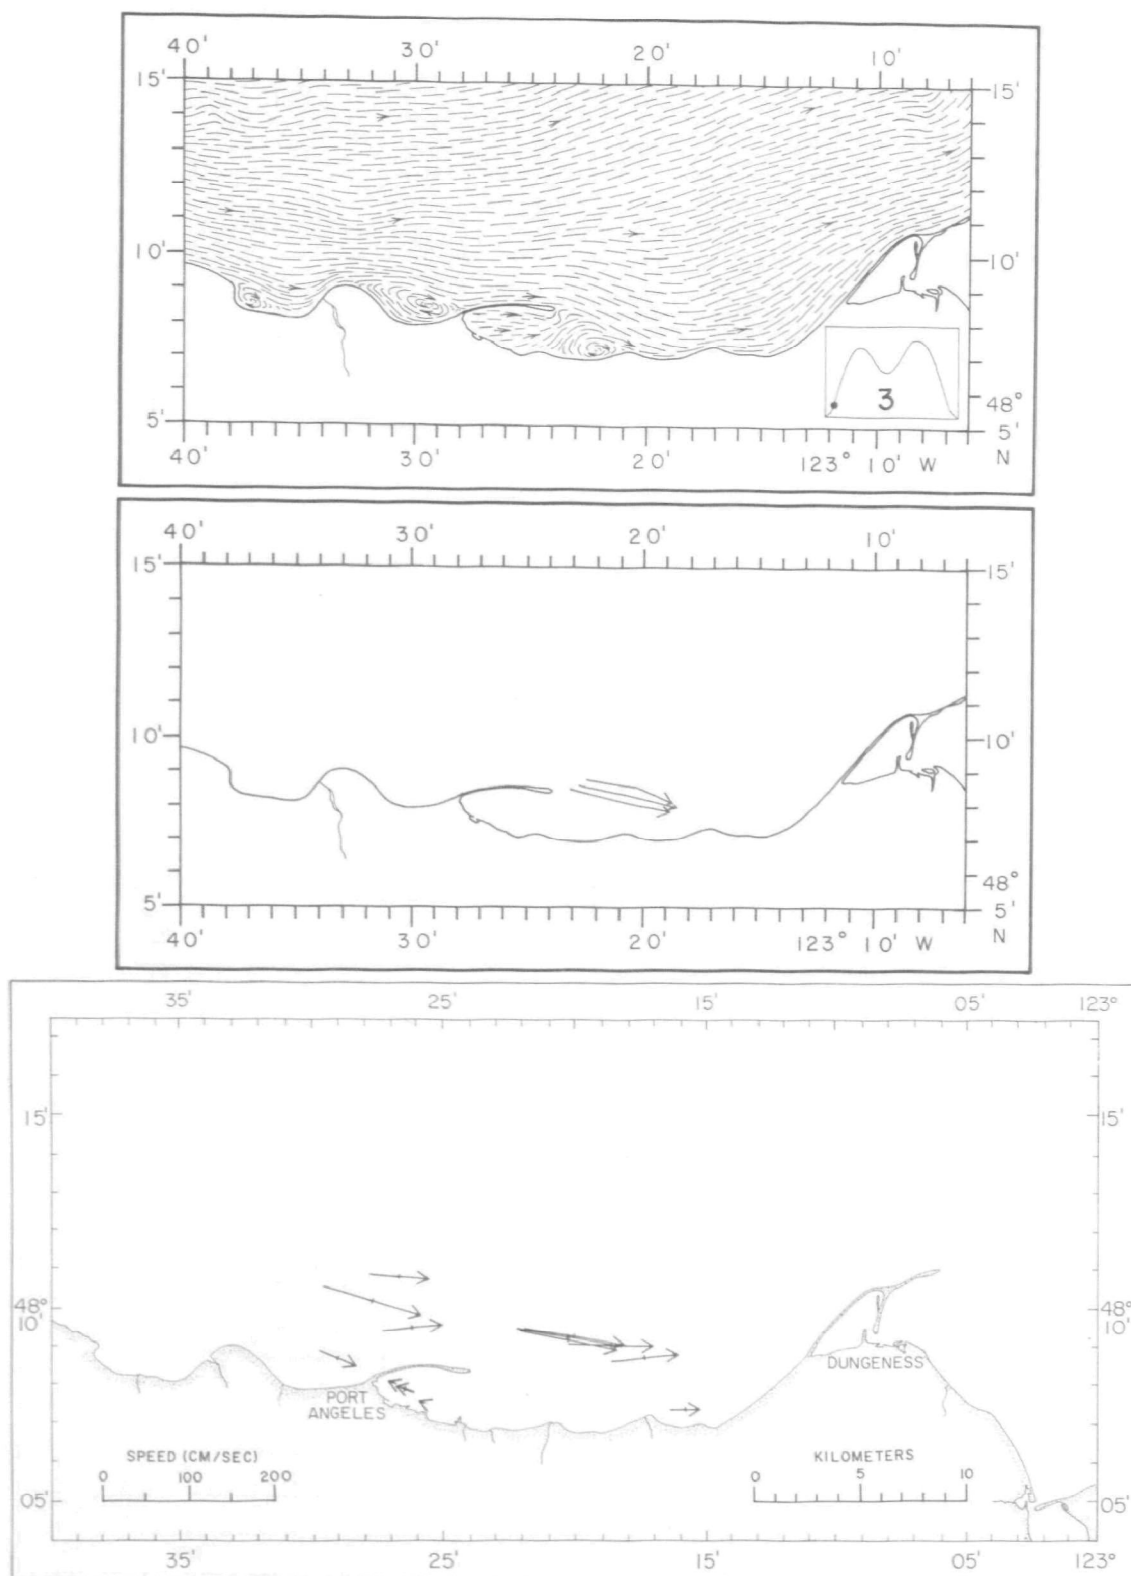 40' 30' 20' 10'
15' 15'
10' 10'
3
48°
5' 5'
40' 30' 20' 123° 10' W N
40' 30' 20' 10'
15' 15'
10' 10'
48°
5' 5'
40' 30' 20' 123° 10' W N
35' 25' 15' 05' 123°
15' 15'
48° 48°
10' 10'
DUNGENESS
PORT
ANGELES
SPEED (CM/SEC) KILOMETERS
0 100 200 0 5 10
05' 05'
35' 25' 15' 05' 123°